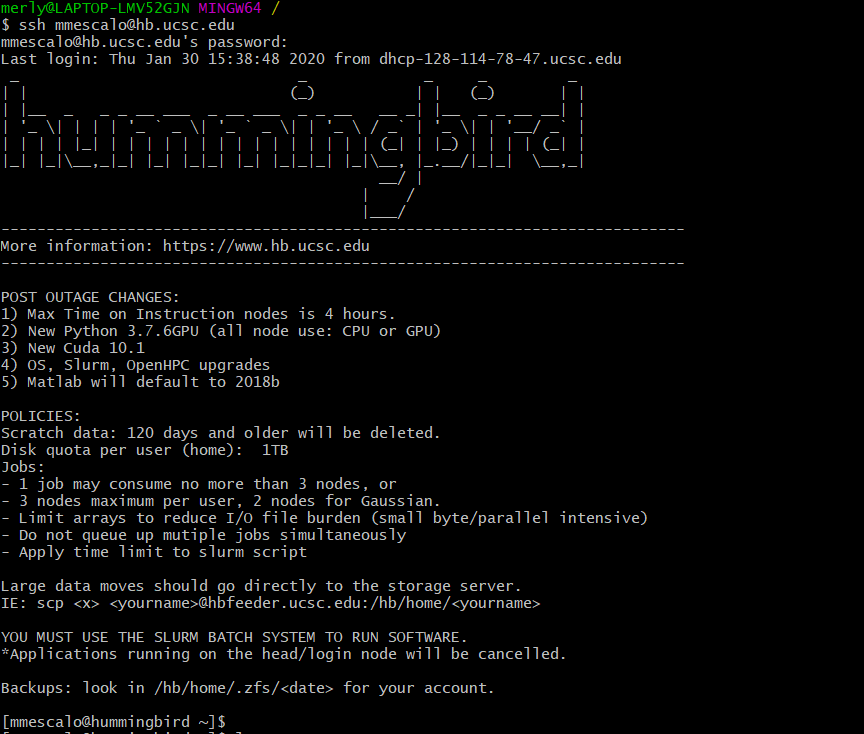 merly@LAPTOP-LMV52GJN MINGW64 /
$ ssh mmescalo@hb.ucsc.edu
mmescalo@hb.ucsc.edu's password:
Last login: Thu Jan 30 15:38:48 2020 from dhcp-128-114-78-47.ucsc.edu
hummingbird
---------------------------------------------------------------------------
More information: https://www.hb.ucsc.edu
---------------------------------------------------------------------------
POST OUTAGE CHANGES:
1) Max Time on Instruction nodes is 4 hours.
2) New Python 3.7.6GPU (all node use: CPU or GPU)
3) New Cuda 10.1
4) OS, Slurm, OpenHPC upgrades
5) Matlab will default to 2018b
POLICIES:
Scratch data: 120 days and older will be deleted.
Disk quota per user (home):  1TB
Jobs:
- 1 job may consume no more than 3 nodes, or
- 3 nodes maximum per user, 2 nodes for Gaussian.
- Limit arrays to reduce I/O file burden (small byte/parallel intensive)
- Do not queue up mutiple jobs simultaneously
- Apply time limit to slurm script
Large data moves should go directly to the storage server.
IE: scp <x> <yourname>@hbfeeder.ucsc.edu:/hb/home/<yourname>
YOU MUST USE THE SLURM BATCH SYSTEM TO RUN SOFTWARE.
*Applications running on the head/login node will be cancelled.
Backups: look in /hb/home/.zfs/<date> for your account.
[mmescalo@hummingbird ~]$